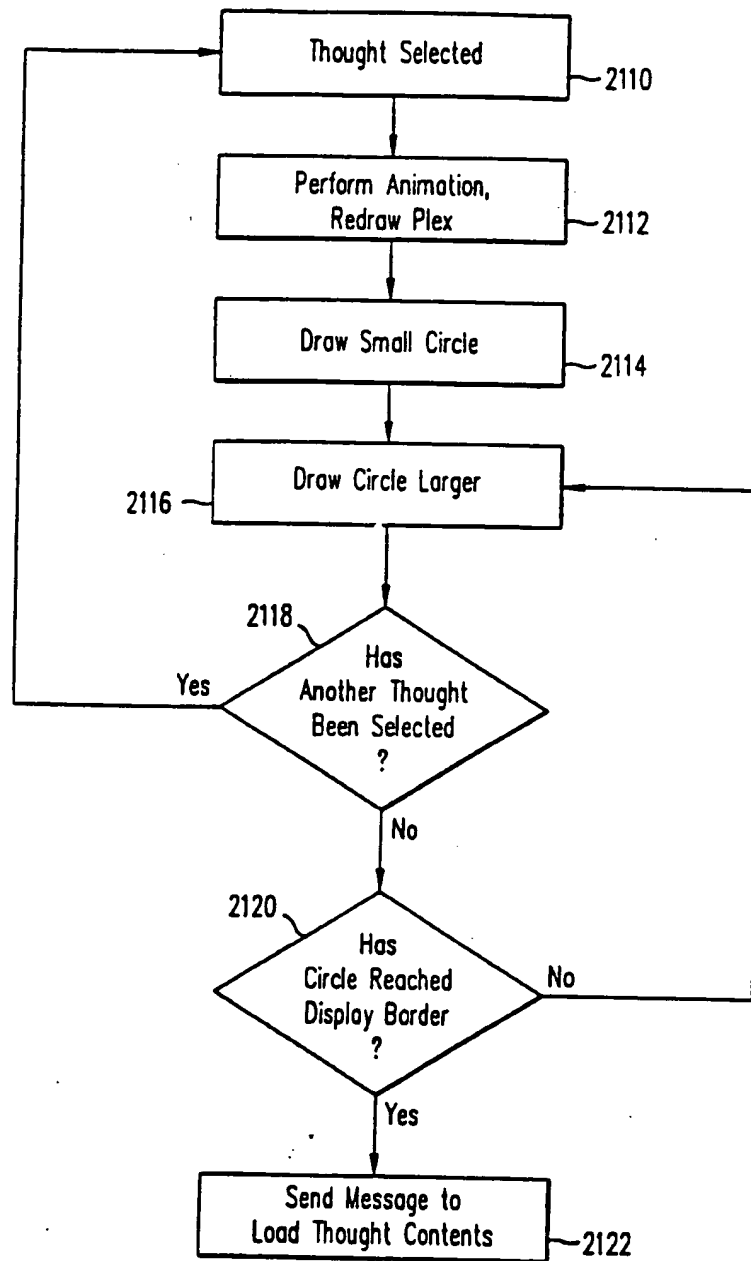 Thought Selected
2110
Perform Animation,
Redraw Plex
2112
Draw Small Circle
2114
Draw Circle Larger
2116
2118
Has
Another Thought
Been Selected
?
Yes
No
2120
Has
Circle Reached
Display Border
?
No
Yes
Send Message to
Load Thought Contents
2122